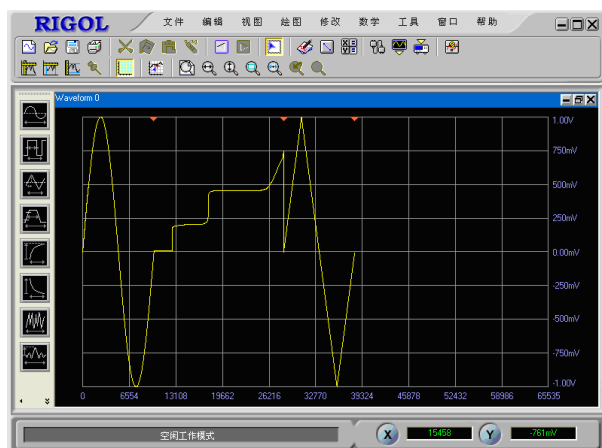 RIGOL 文件 编辑 视图 绘图 修改 数学 工具 窗口 帮助
Waveform 0
1.00V
750mV
500mV
250mV
0.00mV
-250mV
-500mV
-750mV
-1.00V
0 6554 13108 19662 26216 32770 39324 45878 52432 58986 65535
空闲工作模式 X 15458 Y -761mV